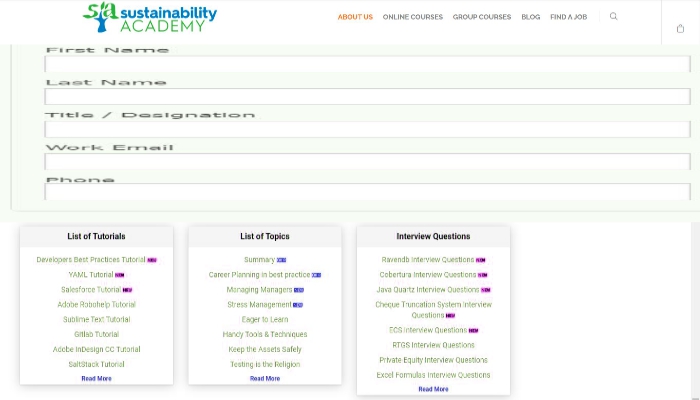 sustainability
ACADEMY
ABOUT US
ONLINE COURSES
GROUP COURSES
BLOG
FIND A JOB
First Name
Last Name
Title / Designation
Work Email
Phone
List of Tutorials
Developers Best Practices Tutorial NEW
YAML Tutorial NEW
Salesforce Tutorial NEW
Adobe Robohelp Tutorial
Sublime Text Tutorial
Gitlab Tutorial
Adobe InDesign CC Tutorial
SaltStack Tutorial
Read More
List of Topics
Summary
Career Planning in best practice
Managing Managers
Stress Management
Eager to Learn
Handy Tools & Techniques
Keep the Assets Safely
Testing is the Religion
Read More
Interview Questions
Ravendb Interview Questions NEW
Cobertura Interview Questions NEW
Java Quartz Interview Questions NEW
Cheque Truncation System Interview
Questions NEW
ECS Interview Questions NEW
RTGS Interview Questions
Private Equity Interview Questions
Excel Formulas Interview Questions
Read More